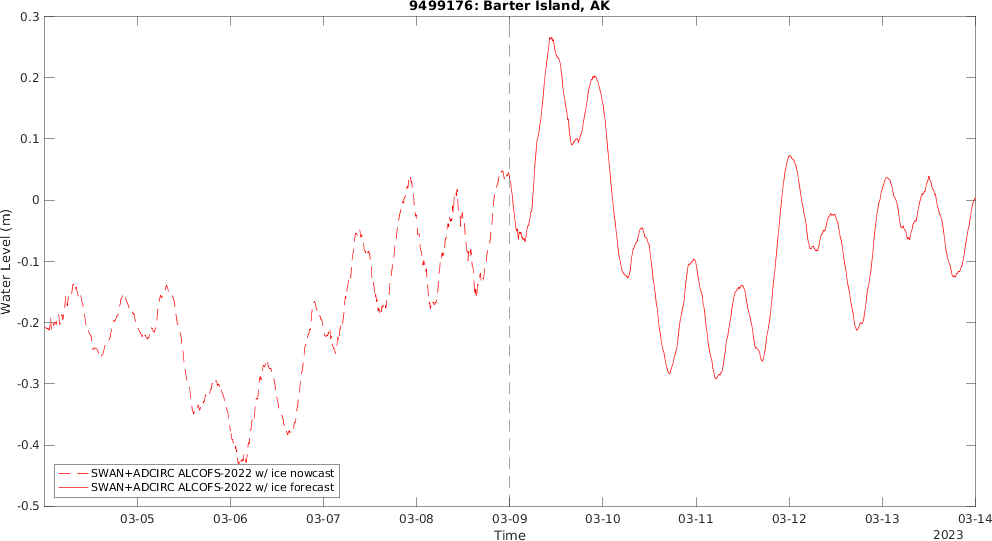 9499176: Barter Island, AK
0.3
0.2
0.1
0
-0.1
-0.2
-0.3
-0.4
-0.5
Water Level (m)
SWAN+ADCIRC ALCOFS-2022 w/ ice nowcast
SWAN+ADCIRC ALCOFS-2022 w/ ice forecast
03-05 03-06 03-07 03-08 03-09 03-10 03-11 03-12 03-13 03-14
Time
2023